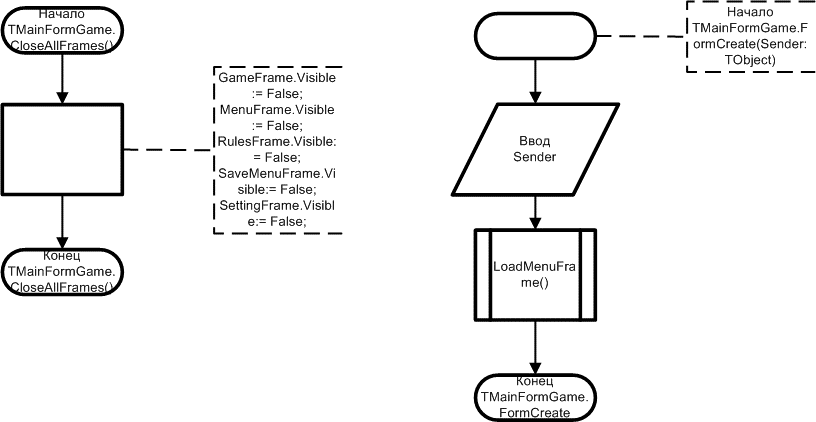 Начало
TMainFormGame.
CloseAllFrames()
GameFrame.Visible
:= False;
MenuFrame.Visible
:= False;
RulesFrame.Visible:
= False;
SaveMenuFrame.Vi
sible:= False;
SettingFrame.Visibl
e:= False;
Конец
TMainFormGame.
CloseAllFrames()
Начало
TMainFormGame.F
ormCreate(Sender:
TObject)
Ввод
Sender
LoadMenuFra
me()
Конец
TMainFormGame.
FormCreate